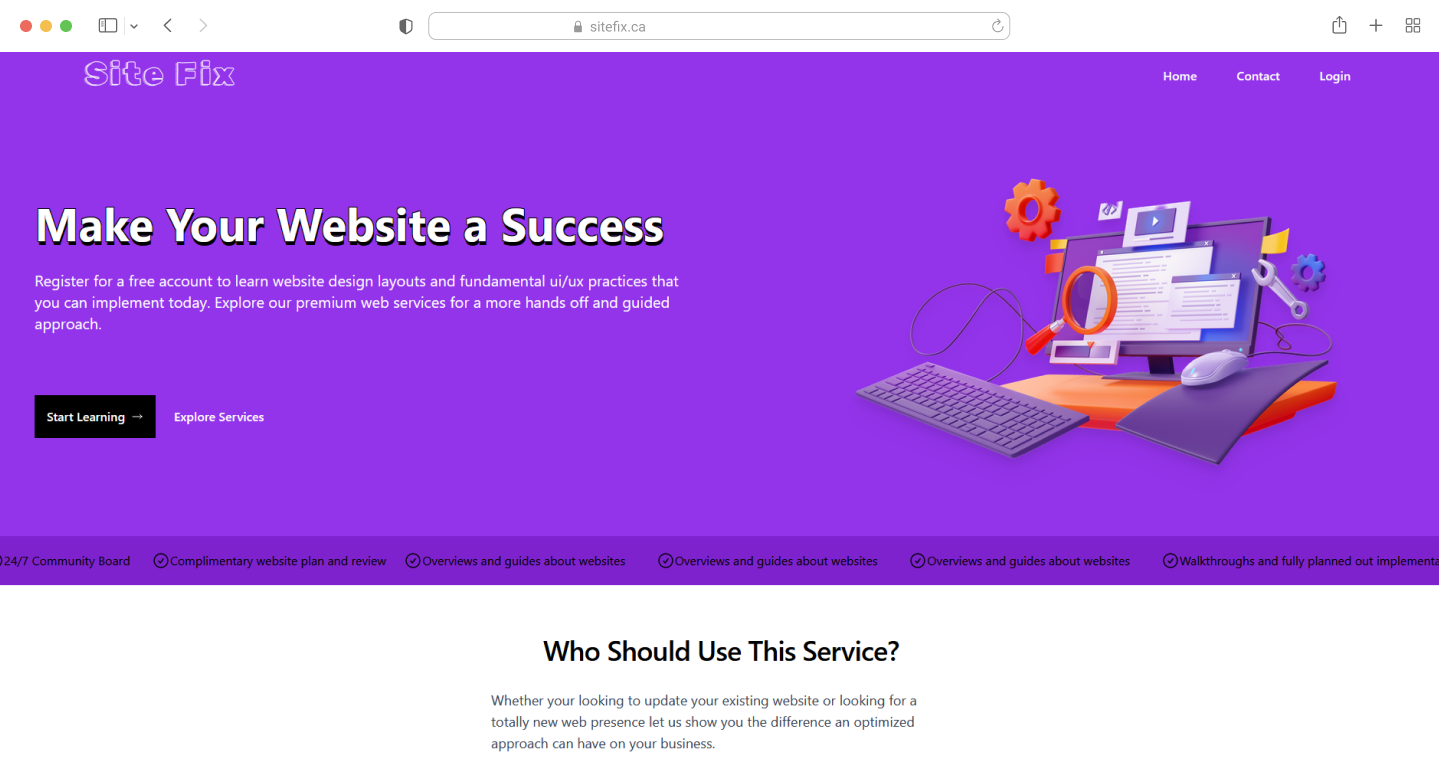 sitefix.ca
Site Fix
Home Contact Login
Make Your Website a Success
Register for a free account to learn website design layouts and fundamental ui/ux practices that
you can implement today. Explore our premium web services for a more hands off and guided
approach.
Start Learning →
Explore Services
24/7 Community Board Complimentary website plan and review Overviews and guides about websites Overviews and guides about websites Overviews and guides about websites Walkthroughs and fully planned out implementa
Who Should Use This Service?
Whether your looking to update your existing website or looking for a
totally new web presence let us show you the difference an optimized
approach can have on your business.